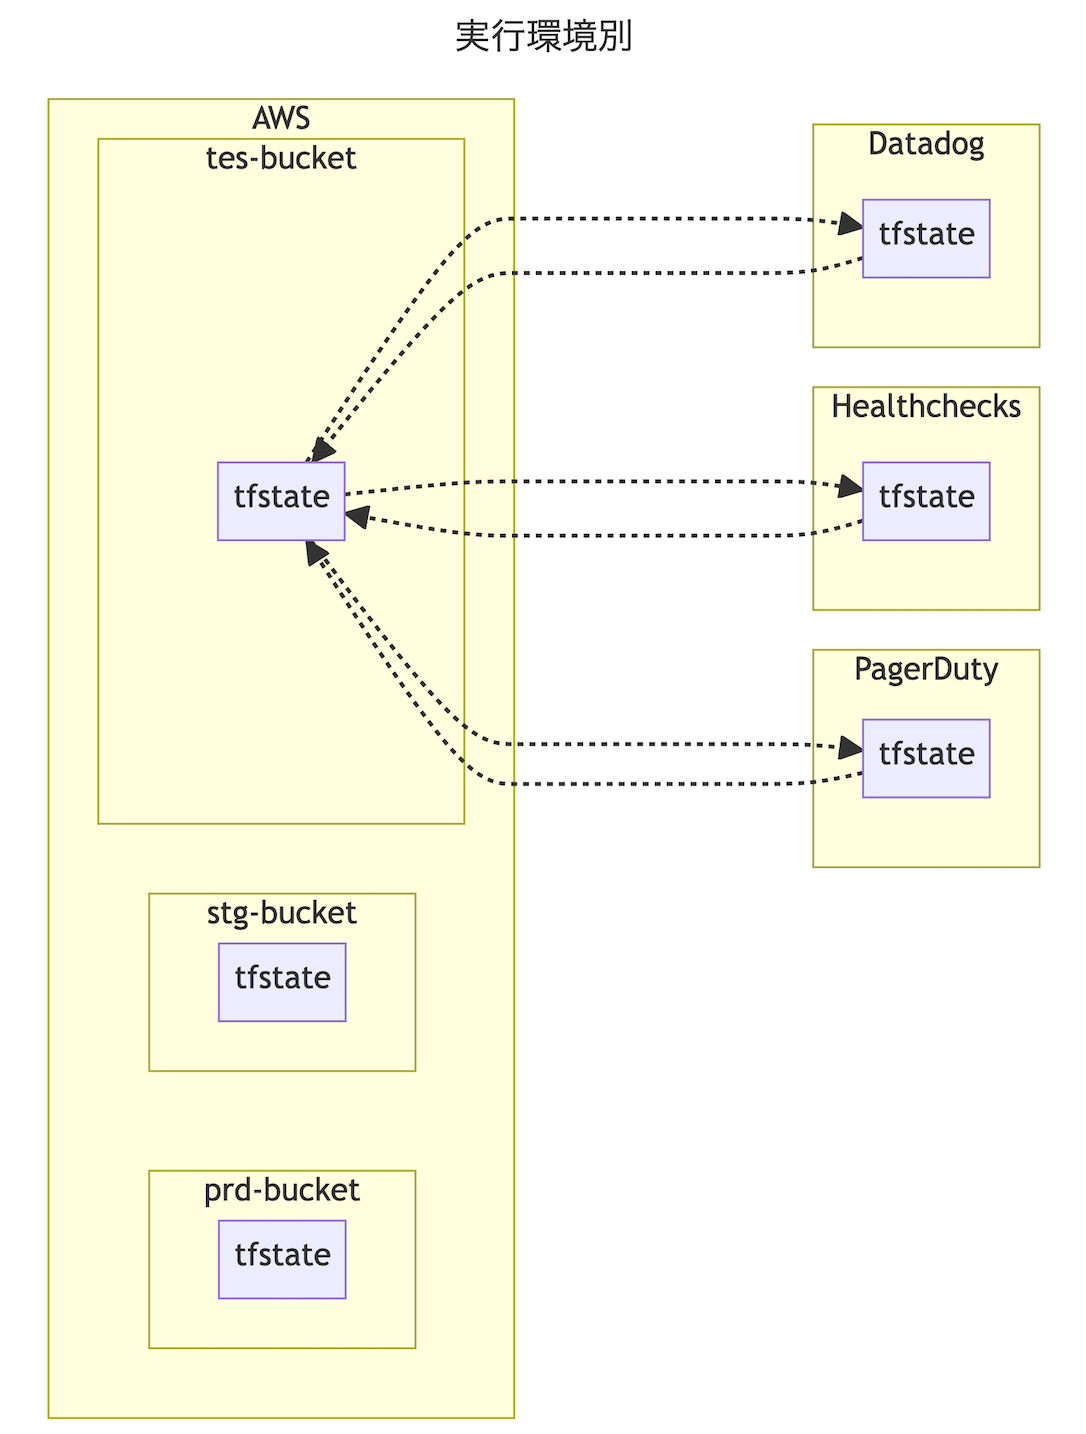 実行環境別
AWS
tes-bucket
tfstate
stg-bucket
tfstate
prd-bucket
tfstate
Datadog
tfstate
Healthchecks
tfstate
PagerDuty
tfstate